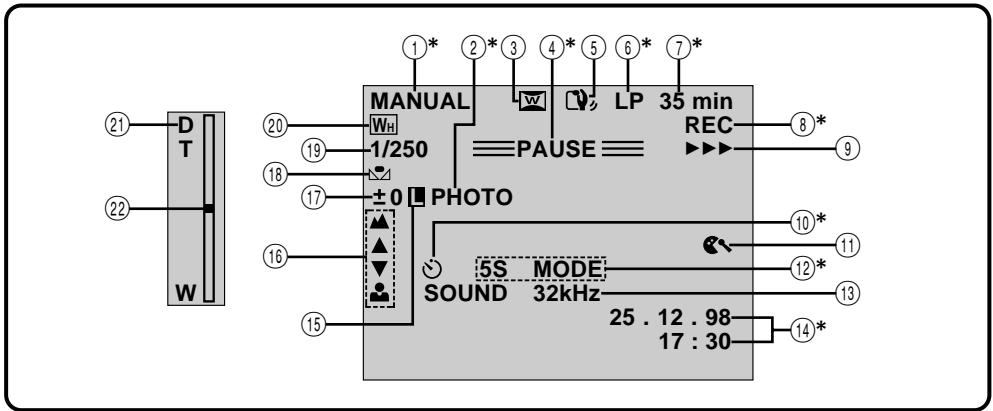 ①* ②* ③ ④* ⑤ ⑥* ⑦*
MANUAL W LP 35 min
㉑ D ⑳ WH REC ⑧*
T ⑲ 1/250 PAUSE ►►► ⑨
⑱
㉒ ⑰ ±0 L PHOTO
⑩*
⑯ ⑪
5S MODE ⑫*
W SOUND 32kHz ⑬
⑮ 25 . 12 . 98
17 : 30 ⑭*